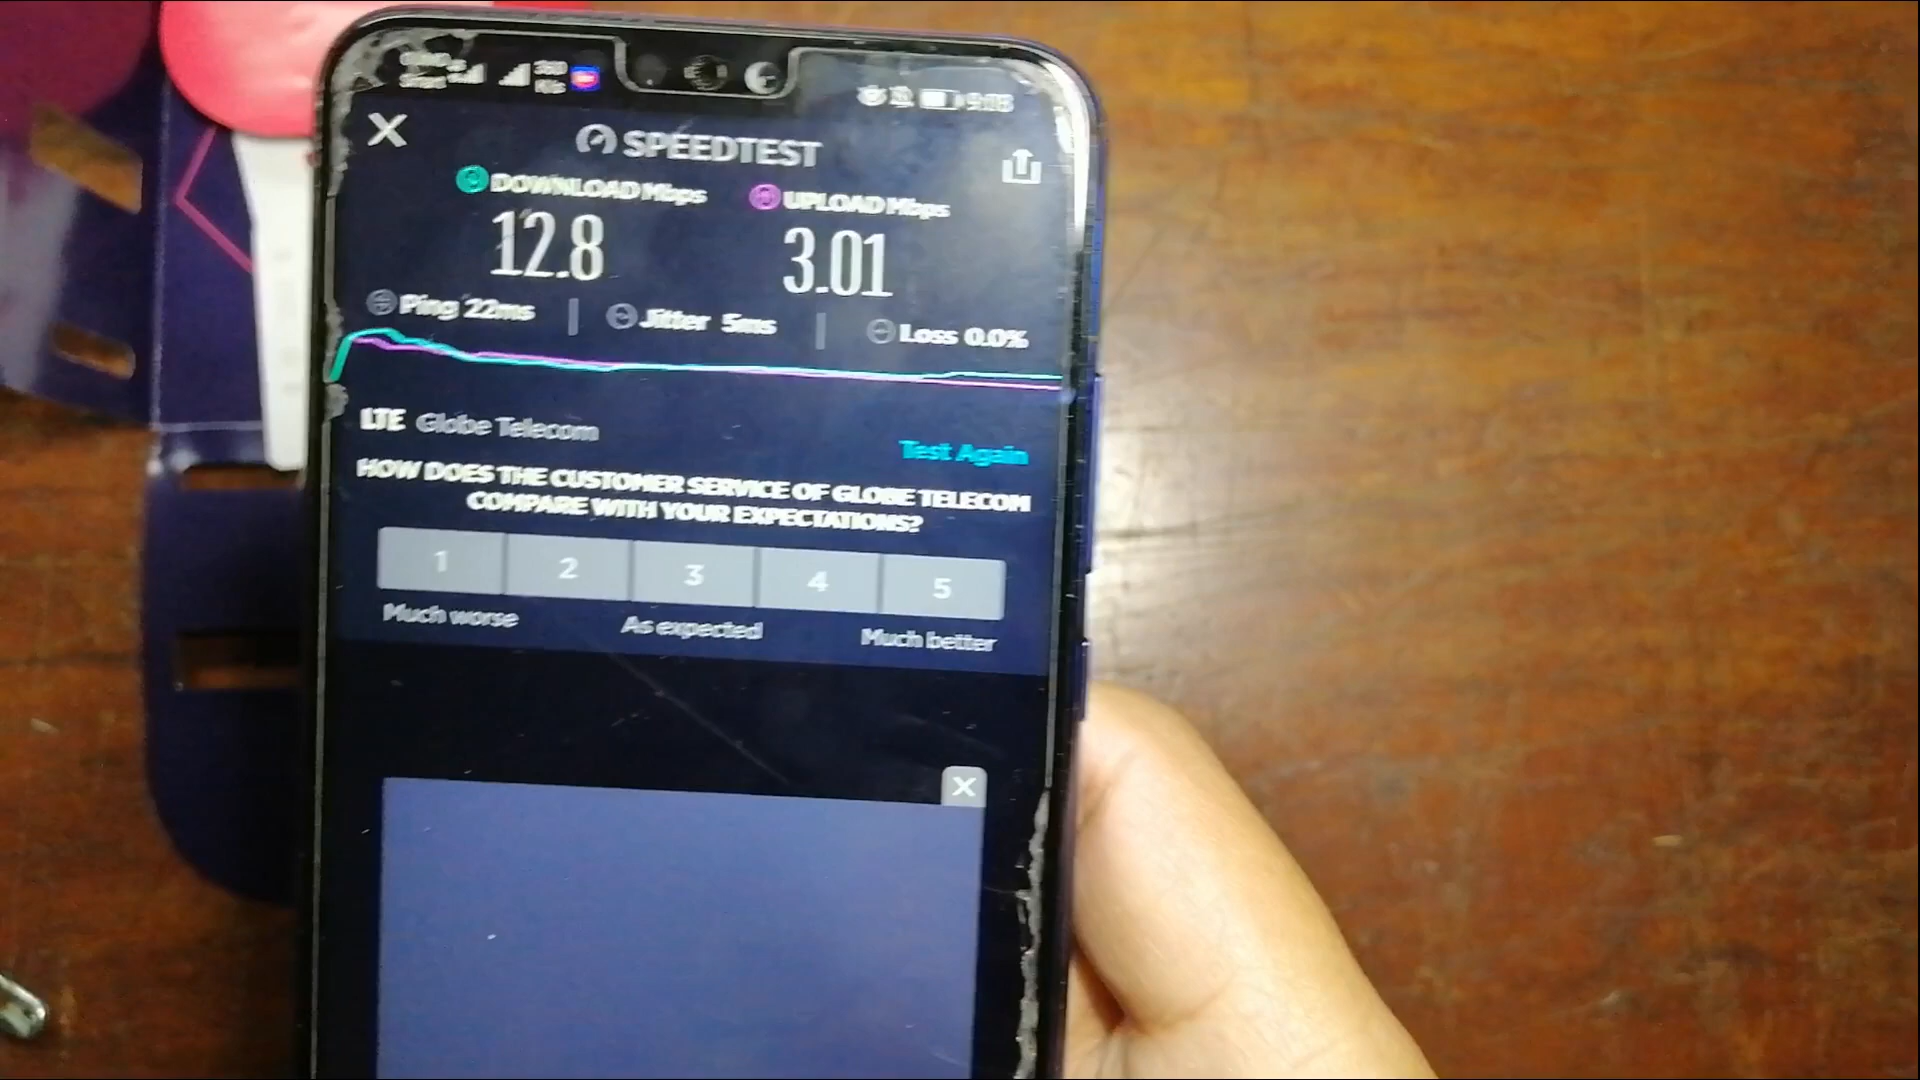 9:18
SPEEDTEST
DOWNLOAD Mbps
UPLOAD Mbps
12.8
3.01
Ping 22ms
Jitter 5ms
Loss 0.0%
LTE Globe Telecom
Test Again
HOW DOES THE CUSTOMER SERVICE OF GLOBE TELECOM
COMPARE WITH YOUR EXPECTATIONS?
1 2 3 4 5
Much worse
As expected
Much better